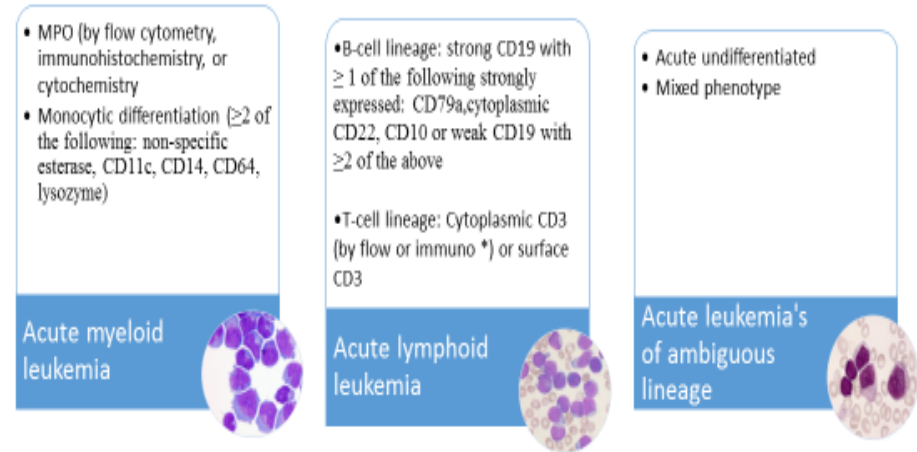 • MPO (by flow cytometry,
immunohistochemistry, or
cytochemistry
• Monocytic differentiation (≥2 of
the following: non-specific
esterase, CD11c, CD14, CD64,
lysozyme)
Acute myeloid
leukemia
•B-cell lineage: strong CD19 with
≥ 1 of the following strongly
expressed: CD79a,cytoplasmic
CD22, CD10 or weak CD19 with
≥2 of the above
•T-cell lineage: Cytoplasmic CD3
(by flow or immuno *) or surface
CD3
Acute lymphoid
leukemia
• Acute undifferentiated
• Mixed phenotype
Acute leukemia's
of ambiguous
lineage